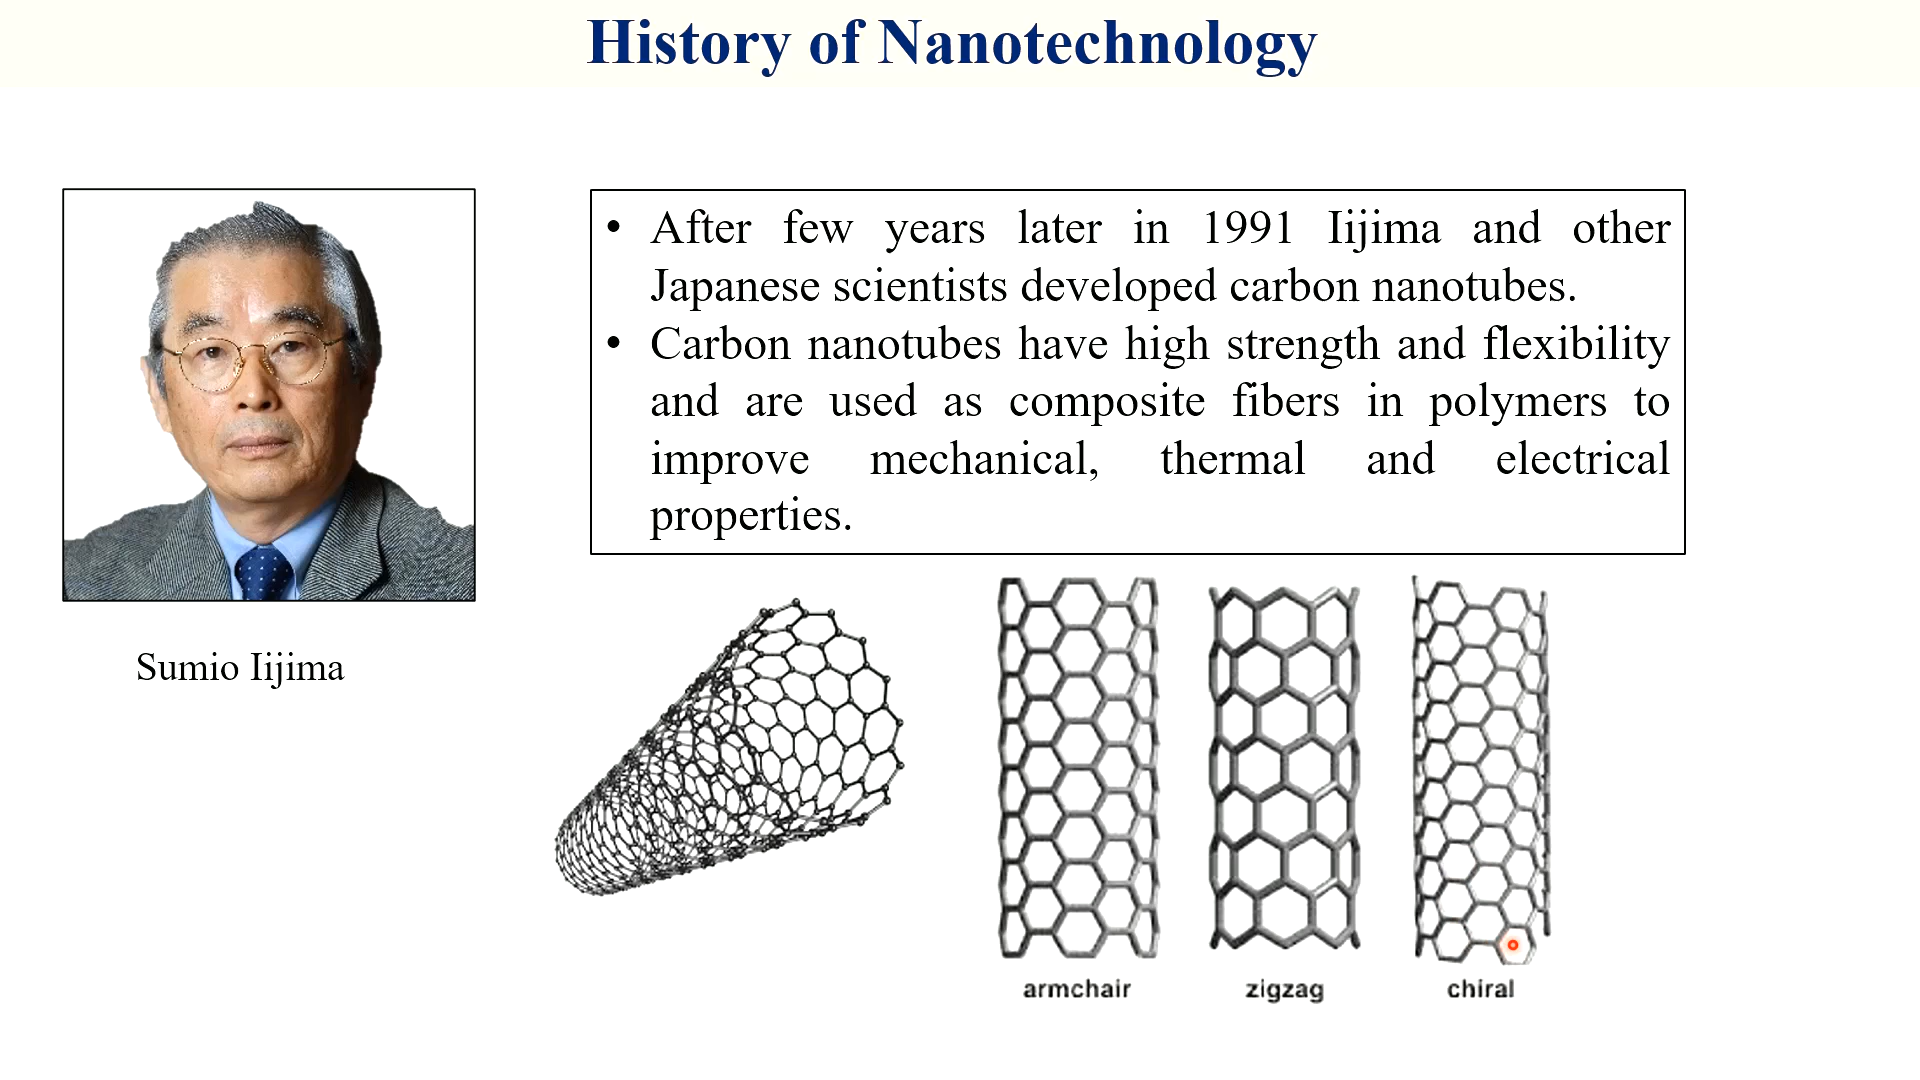 History of Nanotechnology
• After few years later in 1991 Iijima and other
Japanese scientists developed carbon nanotubes.
• Carbon nanotubes have high strength and flexibility
and are used as composite fibers in polymers to
improve mechanical, thermal and electrical
properties.
Sumio Iijima
armchair
zigzag
chiral